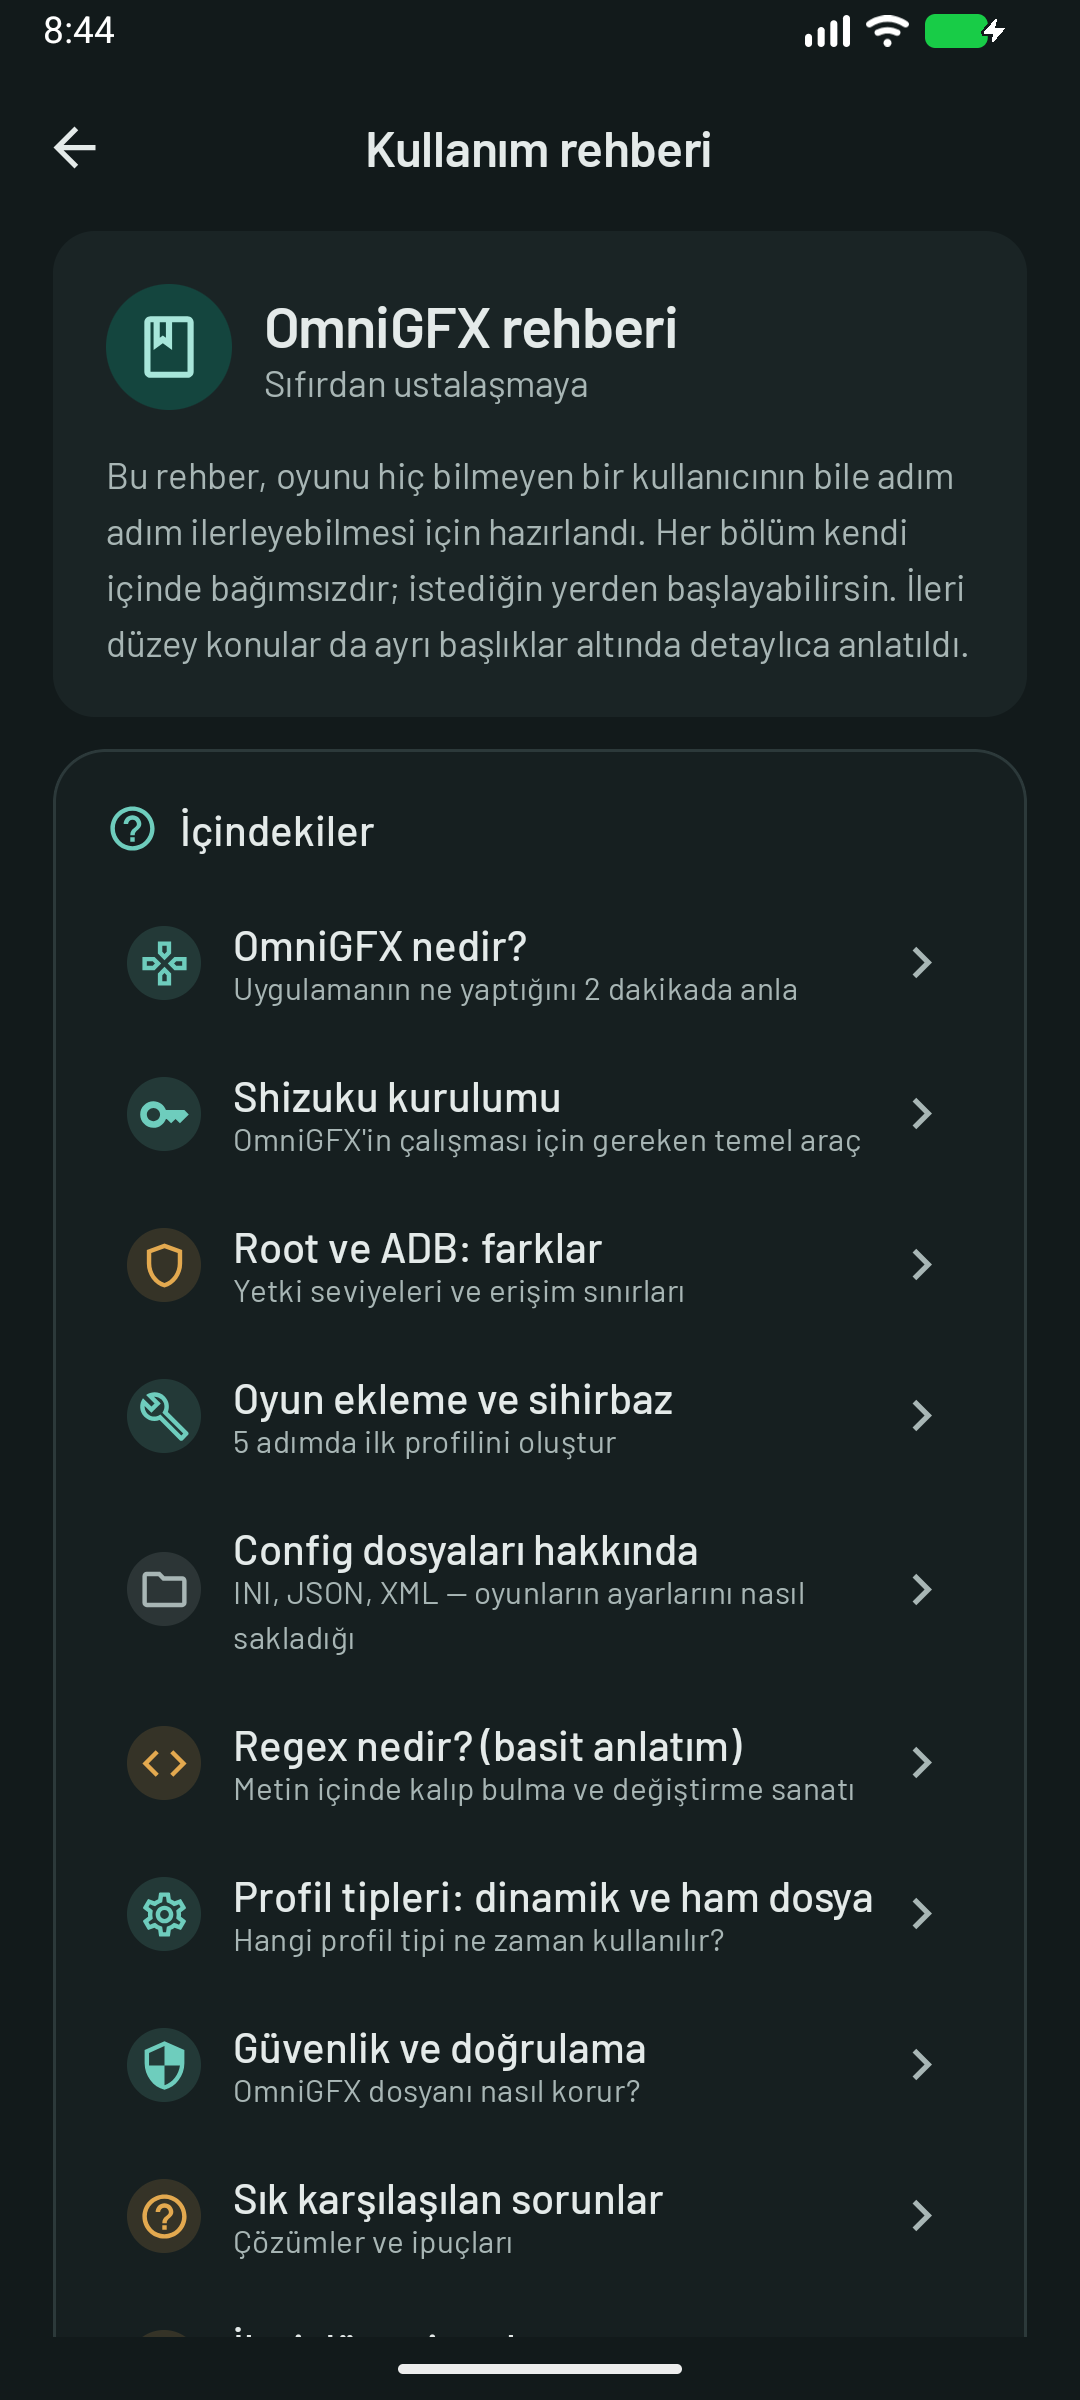 8:44
Kullanım rehberi
OmniGFX rehberi
Sıfırdan ustalaşmaya
Bu rehber, oyunu hiç bilmeyen bir kullanıcının bile adım
adım ilerleyebilmesi için hazırlandı. Her bölüm kendi
içinde bağımsızdır; istediğin yerden başlayabilirsin. İleri
düzey konular da ayrı başlıklar altında detaylıca anlatıldı.
İçindekiler
OmniGFX nedir?
Uygulamanın ne yaptığını 2 dakikada anla
Shizuku kurulumu
OmniGFX'in çalışması için gereken temel araç
Root ve ADB: farklar
Yetki seviyeleri ve erişim sınırları
Oyun ekleme ve sihirbaz
5 adımda ilk profilini oluştur
Config dosyaları hakkında
INI, JSON, XML — oyunların ayarlarını nasıl
sakladığı
Regex nedir? (basit anlatım)
Metin içinde kalıp bulma ve değiştirme sanatı
Profil tipleri: dinamik ve ham dosya
Hangi profil tipi ne zaman kullanılır?
Güvenlik ve doğrulama
OmniGFX dosyanı nasıl korur?
Sık karşılaşılan sorunlar
Çözümler ve ipuçları